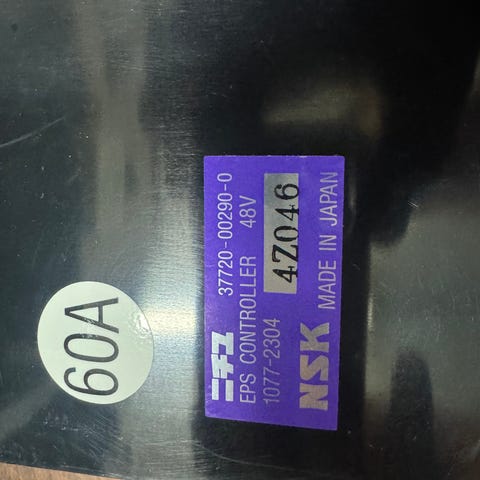 60A
ニチユ 37720-00290-0
EPS CONTROLLER 48V
1077-2304 4Z046
NSK MADE IN JAPAN